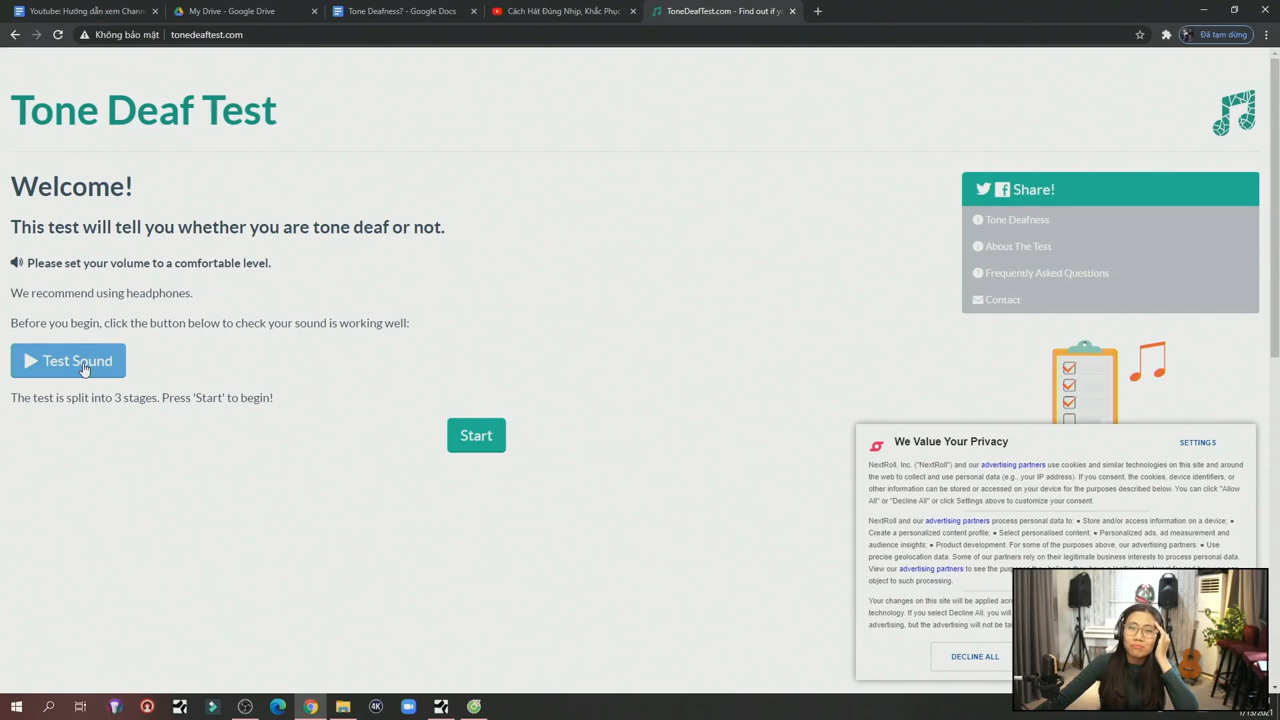 Youtube: Hướng dẫn xem Chann
My Drive - Google Drive
Tone Deafness? - Google Docs
Cách Hát Đúng Nhịp, Khắc Phục
ToneDeafTest.com - Find out if yo
Không bảo mật
tonedeaftest.com
Đã tạm dừng
Tone Deaf Test
Welcome!
This test will tell you whether you are tone deaf or not.
Please set your volume to a comfortable level.
We recommend using headphones.
Before you begin, click the button below to check your sound is working well:
Test Sound
The test is split into 3 stages. Press 'Start' to begin!
Start
Share!
Tone Deafness
About The Test
Frequently Asked Questions
Contact
We Value Your Privacy
SETTINGS
NextRoll, Inc. ("NextRoll") and our advertising partners use cookies and similar technologies on this site and around
the web to collect and use personal data (e.g., your IP address). If you consent, the cookies, device identifiers, or
other information can be stored or accessed on your device for the purposes described below. You can click "Allow
All" or "Decline All" or click Settings above to customize your consent.
NextRoll and our advertising partners process personal data to: ● Store and/or access information on a device; ●
Create a personalized content profile; ● Select personalised content; ● Personalized ads, ad measurement and
audience insights; ● Product development. For some of the purposes above, our advertising partners: ● Use
precise geolocation data. Some of our partners rely on their legitimate business interests to process personal data.
View our advertising partners to see the
object to such processing.
Your changes on this site will be applied
technology. If you select Decline All, you will
advertising, but the advertising will not be
DECLINE ALL
4K